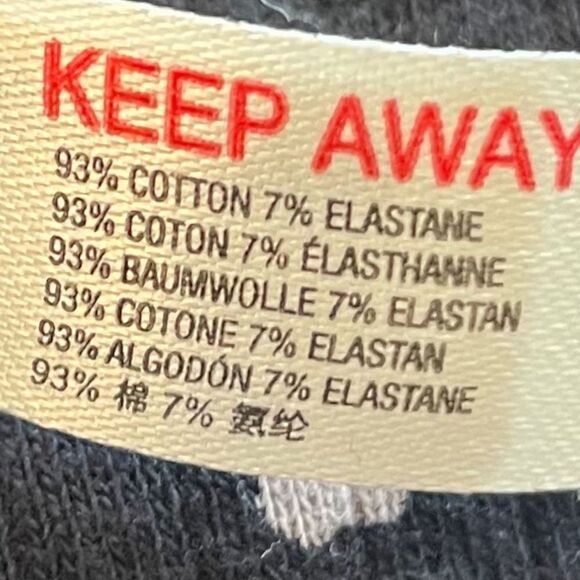 KEEP AWAY
93% COTTON 7% ELASTANE
93% COTON 7% ÉLASTHANNE
93% BAUMWOLLE 7% ELASTAN
93% COTONE 7% ELASTAN
93% ALGODÓN 7% ELASTANE
93% 棉 7% 氨纶